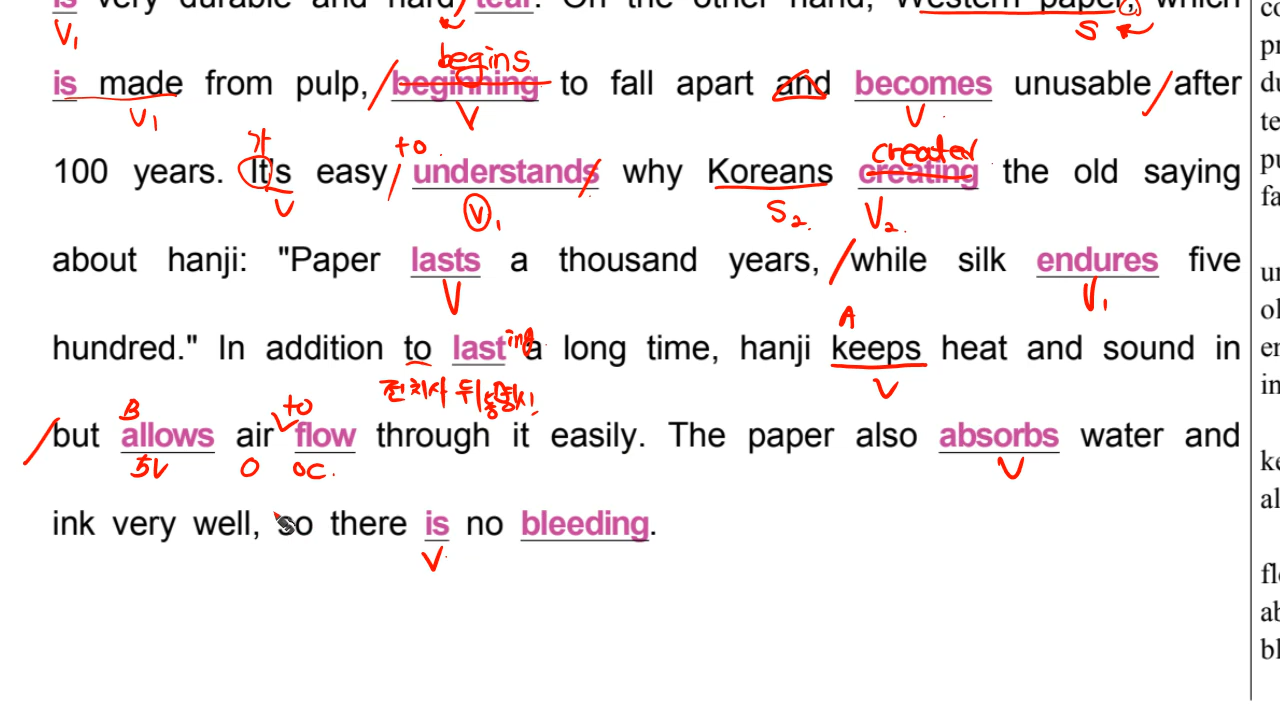 is very durable and hard tear. On the other hand, Western paper, which
V₁ S
begins
is made from pulp, / beginning to fall apart and becomes unusable / after
V₁ V V
가 to created
100 years. It's easy / understands why Koreans creating the old saying
V V₁ S₂ V₂
about hanji: "Paper lasts a thousand years, / while silk endures five
V V₁
ing A
hundred." In addition to last a long time, hanji keeps heat and sound in
전치사 뒤 V
B to
/ but allows air flow through it easily. The paper also absorbs water and
5V O OC. V
ink very well, so there is no bleeding.
V